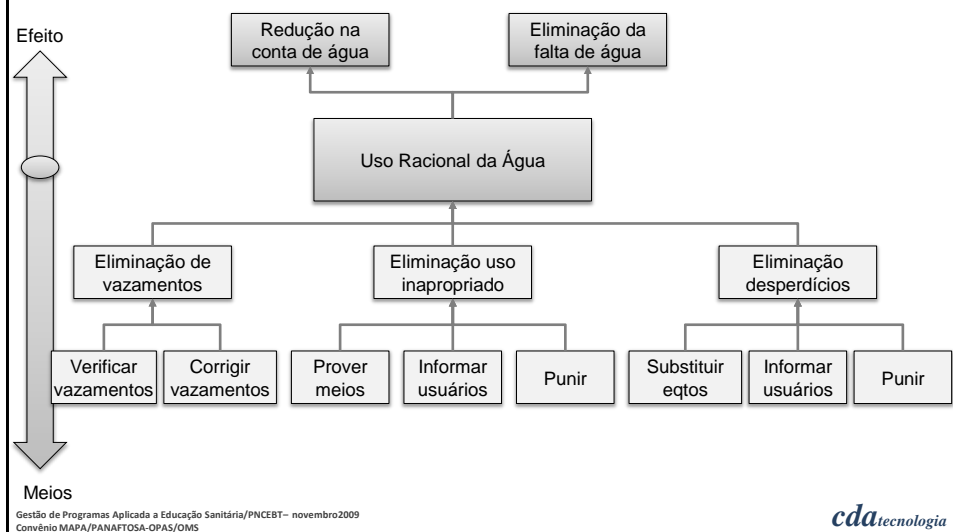 Efeito
Redução na
conta de água
Eliminação da
falta de água
Uso Racional da Água
Eliminação de
vazamentos
Eliminação uso
inapropriado
Eliminação
desperdícios
Verificar
vazamentos
Corrigir
vazamentos
Prover
meios
Informar
usuários
Punir
Substituir
eqtos
Informar
usuários
Punir
Meios
Gestão de Programas Aplicada a Educação Sanitária/PNCEBT– novembro2009
Convênio MAPA/PANAFTOSA-OPAS/OMS
cdatecnologia